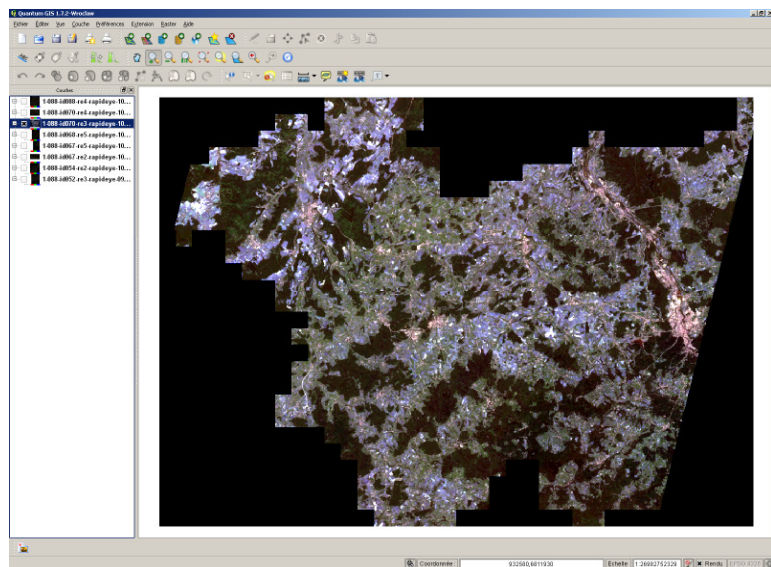 Quantum GIS 1.7.2-Wroclaw
Fichier Éditer Vue Couche Préférences Extension Raster Aide
Couches
1-088-id088-re4-rapideye-10...
1-088-id070-re4-rapideye-10...
1-088-id070-re3-rapideye-10...
1-088-id068-re5-rapideye-10...
1-088-id067-re5-rapideye-10...
1-088-id067-re2-rapideye-10...
1-088-id054-re2-rapideye-10...
1-088-id052-re3-rapideye-09...
Coordonnée 932580,6811930 Echelle 1:26982752329 Rendu